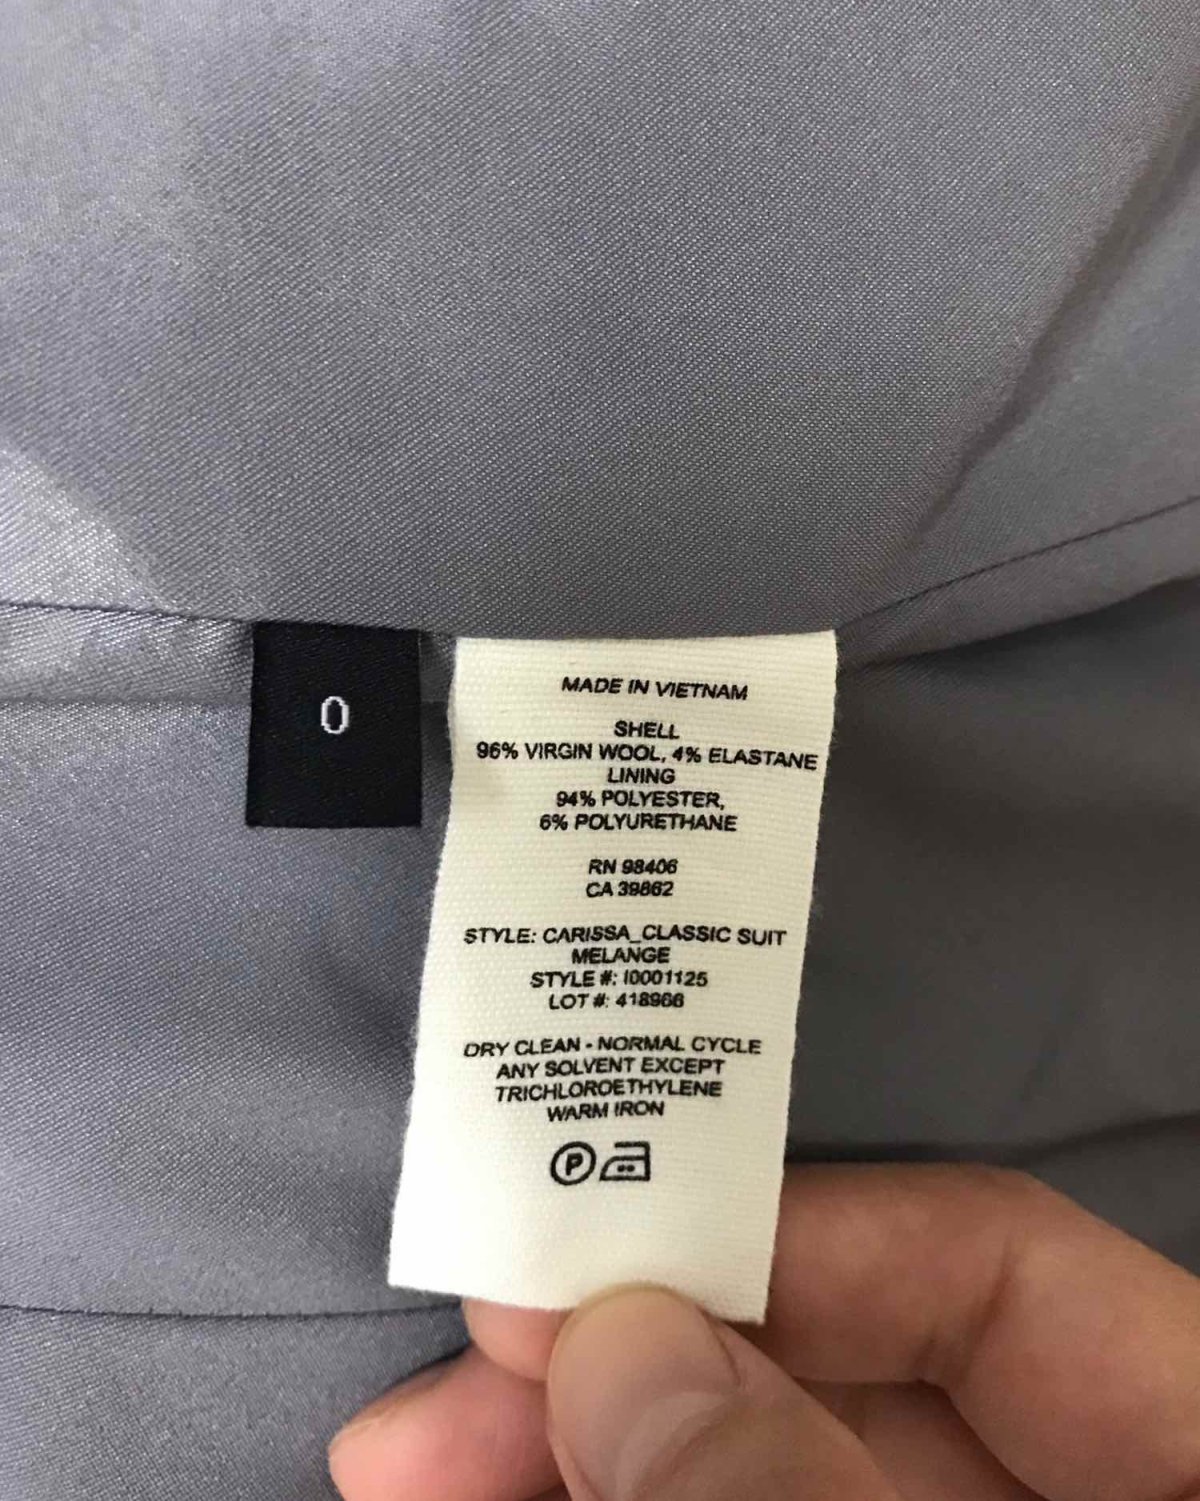 0
MADE IN VIETNAM
SHELL
96% VIRGIN WOOL, 4% ELASTANE
LINING
94% POLYESTER,
6% POLYURETHANE
RN 98406
CA 39862
STYLE: CARISSA_CLASSIC SUIT
MELANGE
STYLE #: I0001125
LOT #: 418966
DRY CLEAN - NORMAL CYCLE
ANY SOLVENT EXCEPT
TRICHLOROETHYLENE
WARM IRON
P